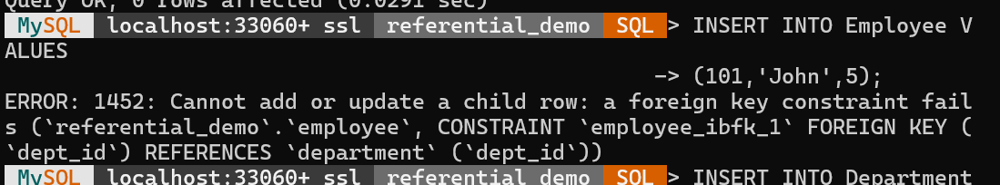 Query OK, 0 rows affected (0.0291 sec)
MySQL localhost:33060+ ssl referential_demo SQL > INSERT INTO Employee V
ALUES
-> (101,'John',5);
ERROR: 1452: Cannot add or update a child row: a foreign key constraint fail
s (`referential_demo`.`employee`, CONSTRAINT `employee_ibfk_1` FOREIGN KEY (
`dept_id`) REFERENCES `department` (`dept_id`))
MySQL localhost:33060+ ssl referential_demo SQL > INSERT INTO Department